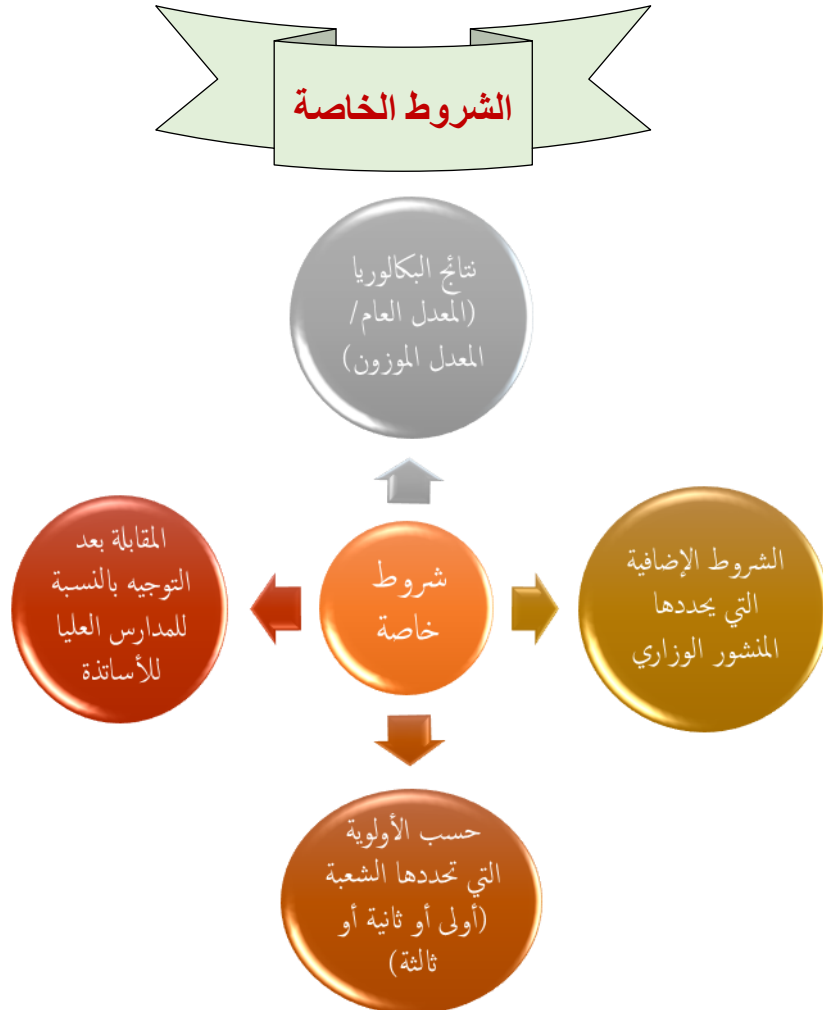 الشروط الخاصة
نتائج البكالوريا
(المعدل العام/
المعدل الموزون)
الشروط الإضافية
التي يحددها
المنشور الوزاري
شروط
خاصة
المقابلة بعد
التوجيه بالنسبة
للمدارس العليا
للأساتذة
حسب الأولوية
التي تحددها الشعبة
(أولى أو ثانية أو
ثالثة)